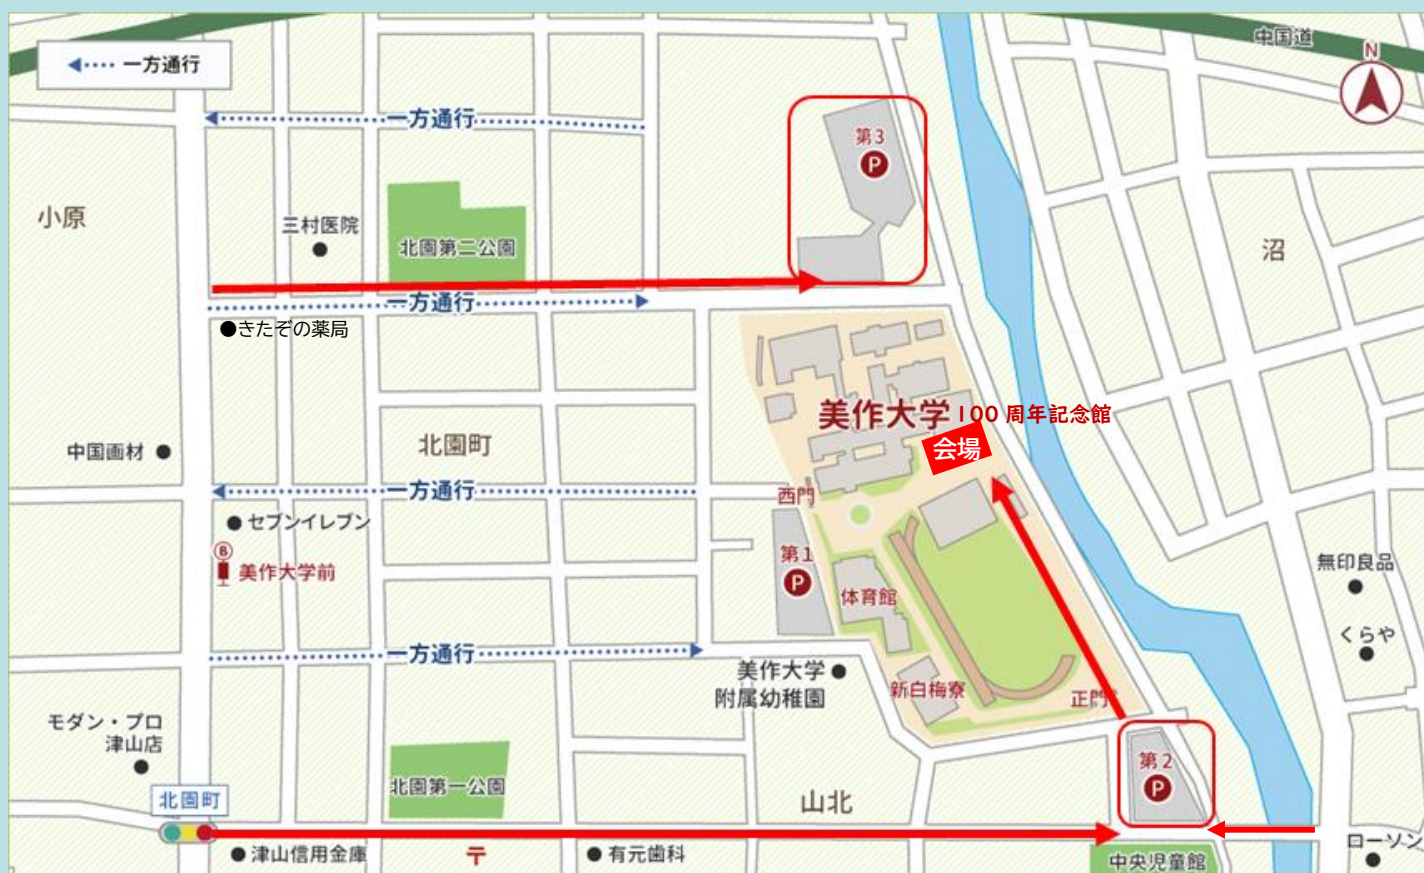 中国道
N
一方通行
一方通行
第3
P
小原
三村医院
北園第二公園
沼
一方通行
●きたぞの薬局
美作大学
100 周年記念館
会場
中国画材
北園町
一方通行
西門
セブンイレブン
B
美作大学前
第1
P
体育館
無印良品
くらや
一方通行
美作大学
附属幼稚園
新白梅寮
正門
モダン・プロ
津山店
第2
P
北園第一公園
北園町
山北
津山信用金庫
〒
有元歯科
中央児童館
ローソン